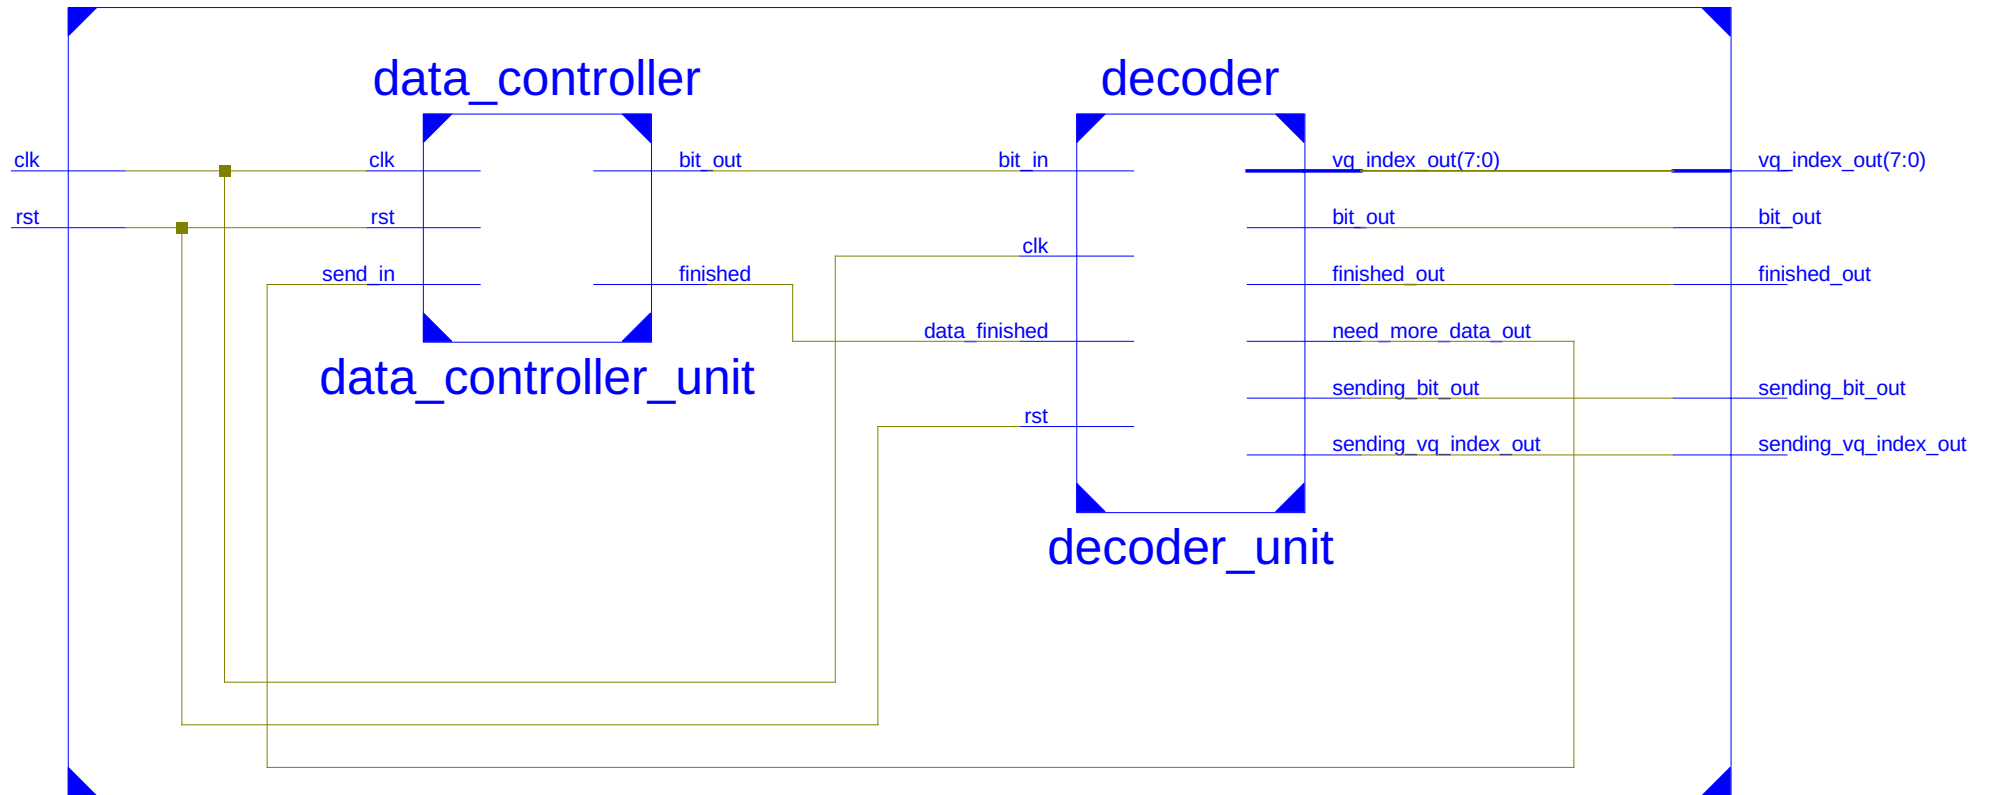 data_controller
decoder
clk
clk
bit_out
bit_in
vq_index_out(7:0)
vq_index_out(7:0)
rst
rst
bit_out
bit_out
clk
send_in
finished
finished_out
finished_out
data_finished
need_more_data_out
data_controller_unit
sending_bit_out
sending_bit_out
rst
sending_vq_index_out
sending_vq_index_out
decoder_unit